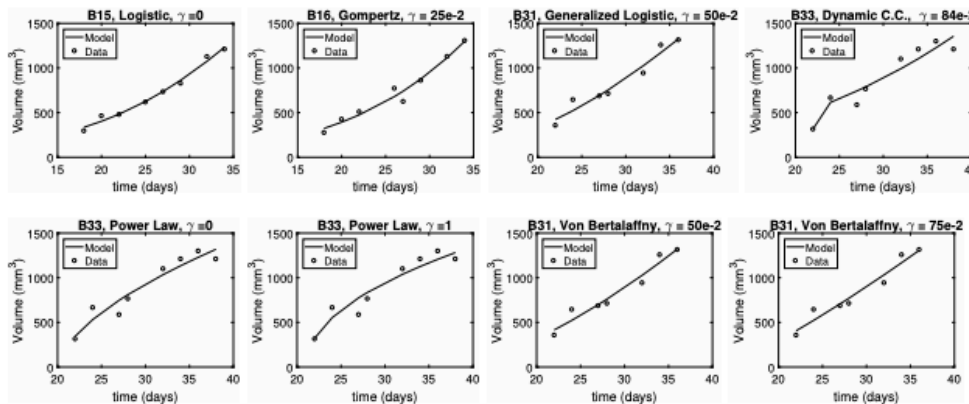 B15, Logistic, γ =0
Model
Data
Volume (mm³)
1500
1000
500
0
15 20 25 30 35
time (days)
B16, Gompertz, γ = 25e-2
Model
Data
Volume (mm³)
1500
1000
500
0
15 20 25 30 35
time (days)
B31, Generalized Logistic, γ = 50e-2
Model
Data
Volume (mm³)
1500
1000
500
0
20 25 30 35 40
time (days)
B33, Dynamic C.C., γ = 84e-
Model
Data
Volume (mm³)
1500
1000
500
0
20 25 30 35 40
time (days)
B33, Power Law, γ =0
Model
Data
Volume (mm³)
1500
1000
500
0
20 25 30 35 40
time (days)
B33, Power Law, γ =1
Model
Data
Volume (mm³)
1500
1000
500
0
20 25 30 35 40
time (days)
B31, Von Bertalaffny, γ = 50e-2
Model
Data
Volume (mm³)
1500
1000
500
0
20 25 30 35 40
time (days)
B31, Von Bertalaffny, γ = 75e-2
Model
Data
Volume (mm³)
1500
1000
500
0
20 25 30 35 40
time (days)